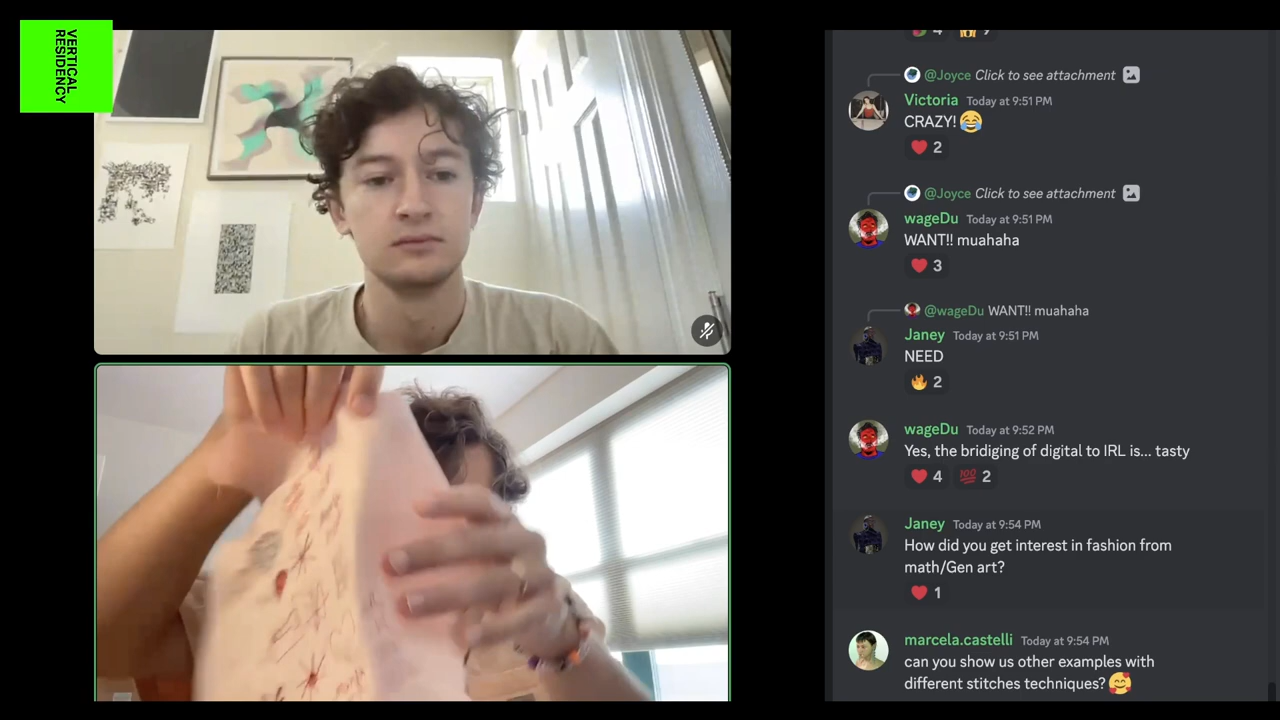 VERTICAL
RESIDENCY
4 9
@Joyce Click to see attachment
Victoria Today at 9:51 PM
CRAZY! 😂
❤️ 2
@Joyce Click to see attachment
wageDu Today at 9:51 PM
WANT!! muahaha
❤️ 3
@wageDu WANT!! muahaha
Janey Today at 9:51 PM
NEED
🔥 2
wageDu Today at 9:52 PM
Yes, the bridiging of digital to IRL is... tasty
❤️ 4 💯 2
Janey Today at 9:54 PM
How did you get interest in fashion from
math/Gen art?
❤️ 1
marcela.castelli Today at 9:54 PM
can you show us other examples with
different stitches techniques? 🥰